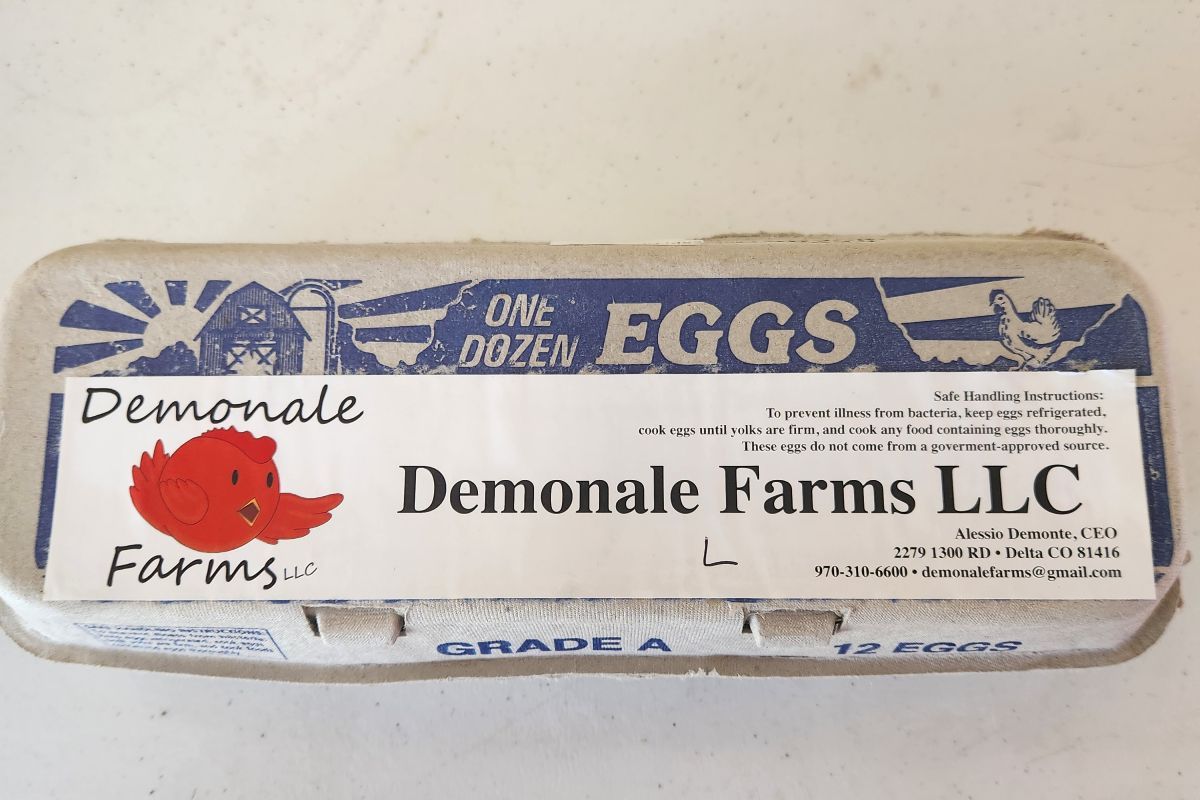 ONE
DOZEN
EGGS
Demonale
Farms LLC
Safe Handling Instructions:
To prevent illness from bacteria, keep eggs refrigerated,
cook eggs until yolks are firm, and cook any food containing eggs thoroughly.
These eggs do not come from a goverment-approved source.
Demonale Farms LLC
L
Alessio Demonte, CEO
2279 1300 RD • Delta CO 81416
970-310-6600 • demonalefarms@gmail.com
INSTRUCTIONS:
GRADE A
12 EGGS